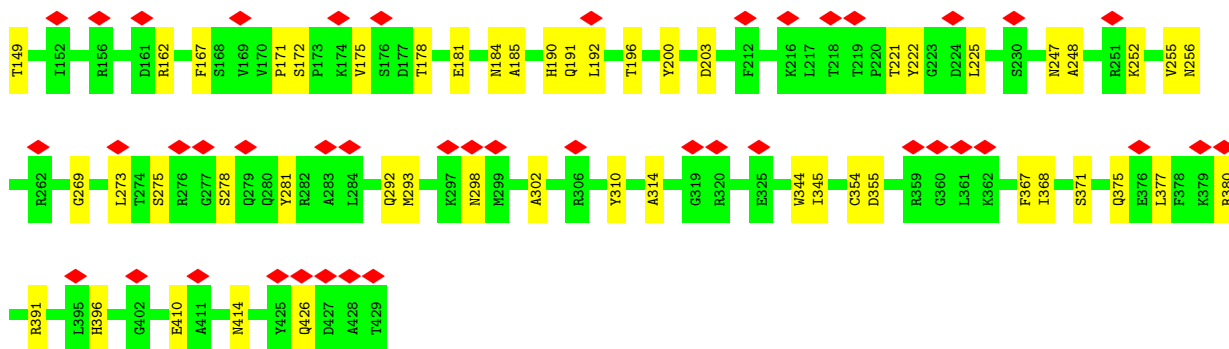 T149 I152 R156 D161 R162 F167 S168 V169 V170 P171 S172 P173 K174 V175 S176 D177 T178 E181 N184 A185 H190 Q191 L192 T196 Y200 D203 F212 K216 L217 T218 T219 P220 T221 Y222 G223 D224 L225 S230 N247 A248 R251 K252 V255 N256
R262 G269 L273 T274 S275 R276 G277 S278 Q279 Q280 Y281 R282 A283 L284 Q292 M293 K297 N298 M299 A302 R306 Y310 A314 G319 R320 E325 W344 I345 C354 D355 R359 G360 L361 K362 F367 I368 S371 Q375 E376 L377 F378 K379 R380
R391 L395 H396 G402 E410 A411 N414 Y425 Q426 D427 A428 T429